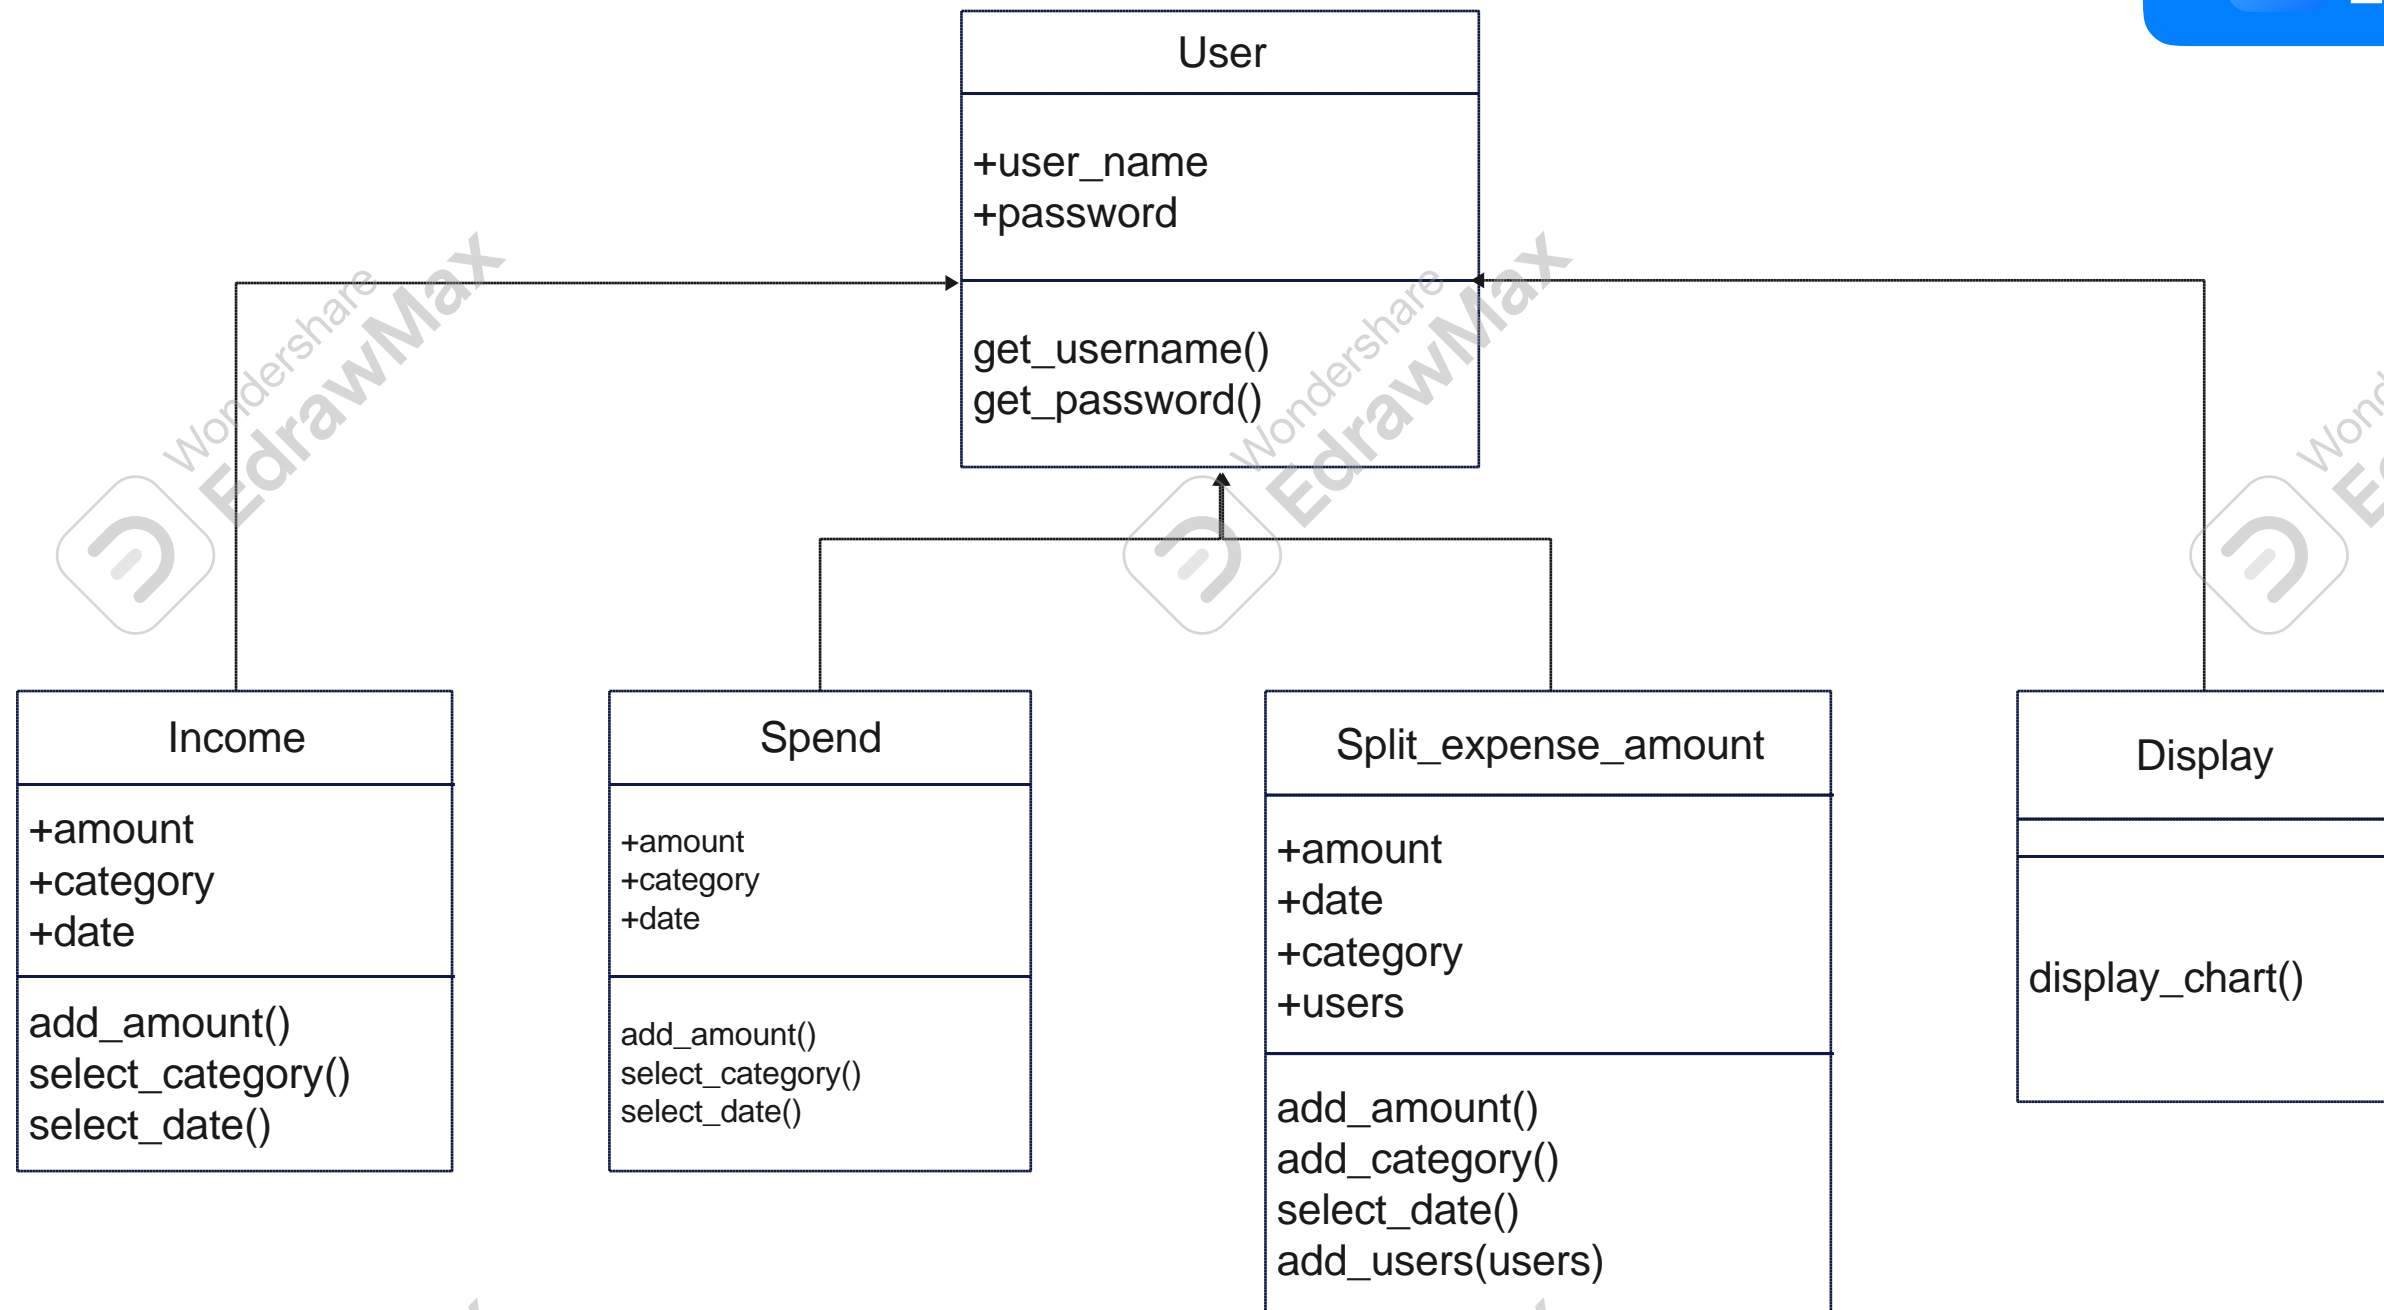 User
+user_name
+password
get_username()
get_password()
Wondershare
EdrawMax
Wondershare
EdrawMax
Income
+amount
+category
+date
add_amount()
select_category()
select_date()
Spend
+amount
+category
+date
add_amount()
select_category()
select_date()
Split_expense_amount
+amount
+date
+category
+users
add_amount()
add_category()
select_date()
add_users(users)
Display
display_chart()